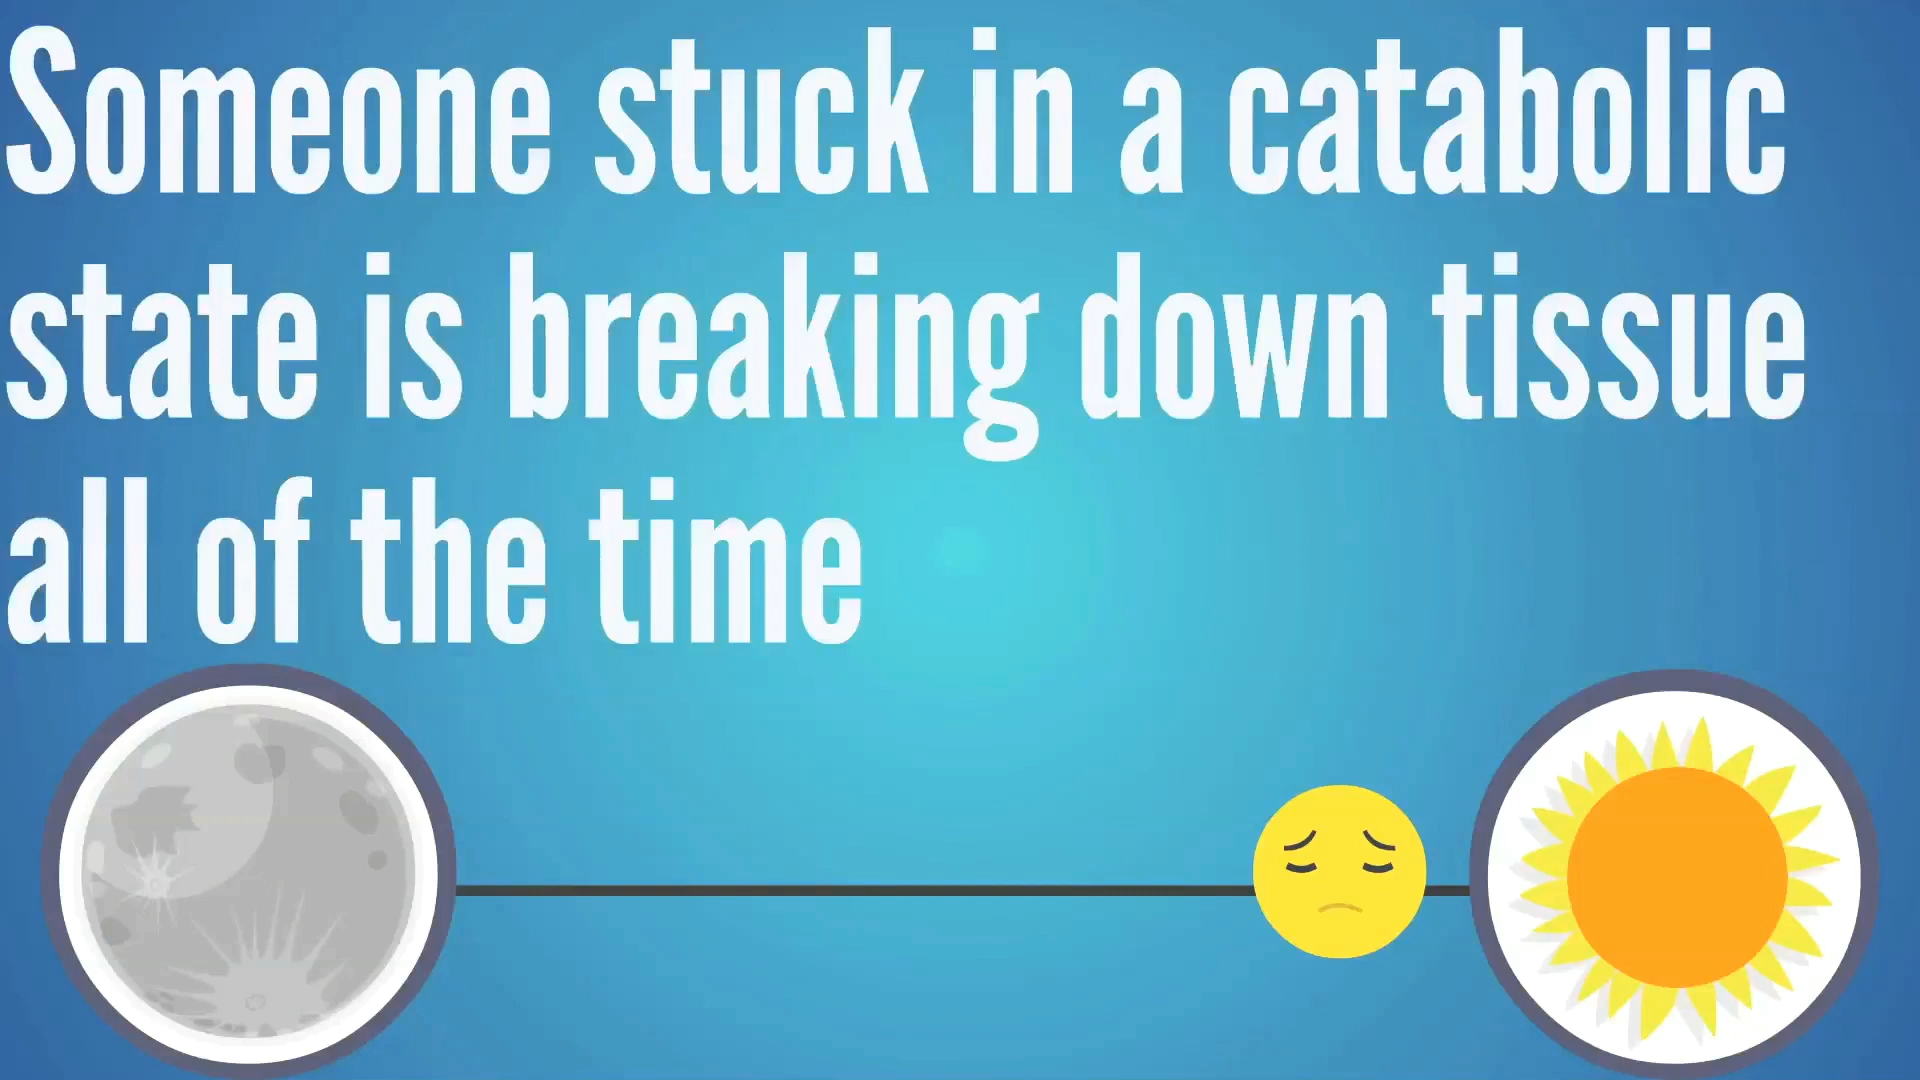 Someone stuck in a catabolic
state is breaking down tissue
all of the time